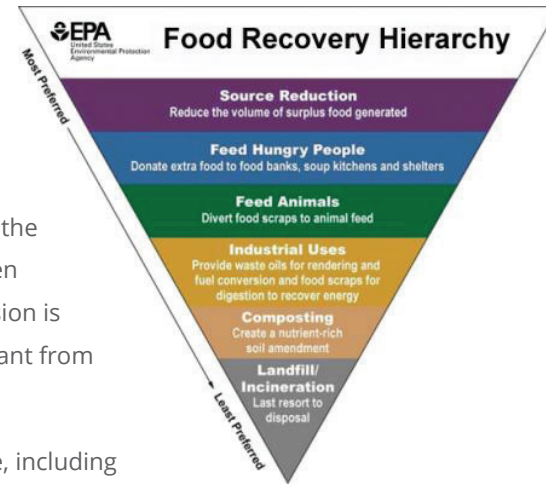 EPA
United States
Environmental Protection
Agency
Food Recovery Hierarchy
Most Preferred
Source Reduction
Reduce the volume of surplus food generated
Feed Hungry People
Donate extra food to food banks, soup kitchens and shelters
Feed Animals
Divert food scraps to animal feed
Industrial Uses
Provide waste oils for rendering and
fuel conversion and food scraps for
digestion to recover energy
Composting
Create a nutrient-rich
soil amendment
Landfill/
Incineration
Last resort to
disposal
Least Preferred
the
en
sion is
ant from
e, including